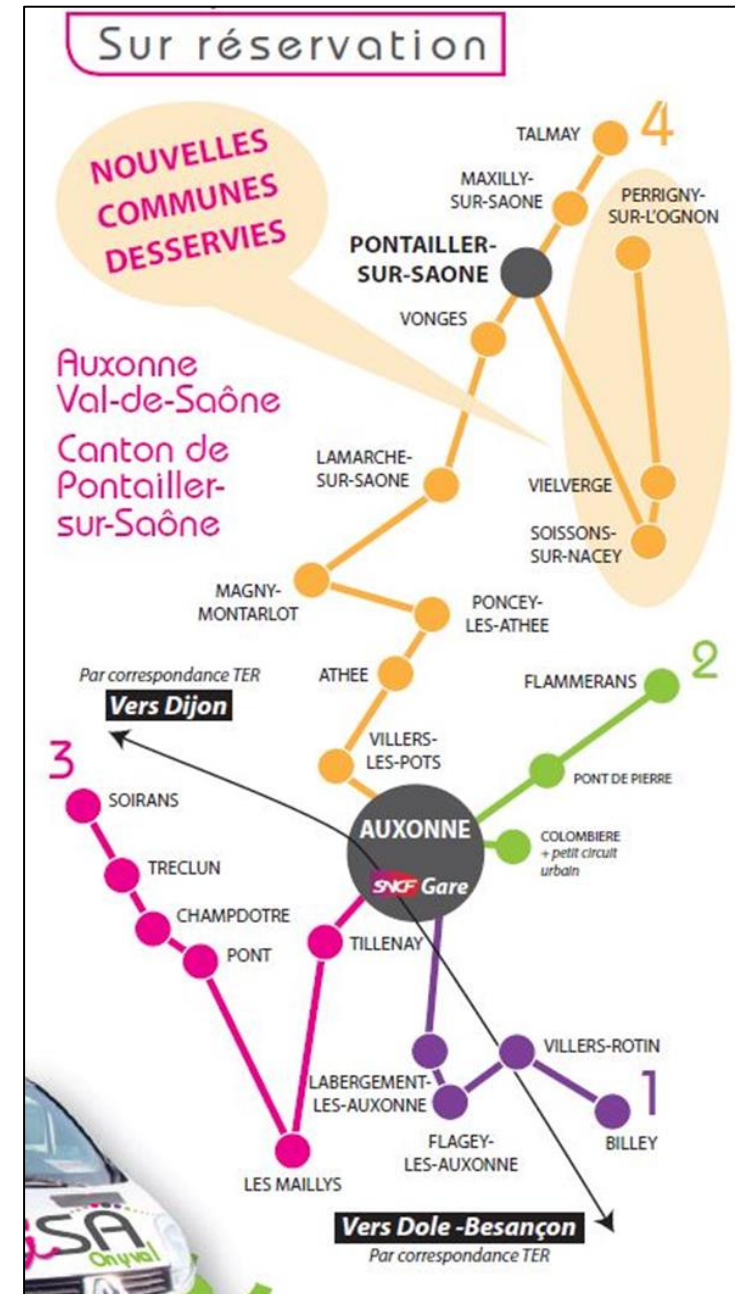 Sur réservation
NOUVELLES
COMMUNES
DESSERVIES
TALMAY
4
MAXILLY-
SUR-SAONE
PERRIGNY-
SUR-L'OGNON
PONTAILLER-
SUR-SAONE
VONGES
Auxonne
Val-de-Saône
Canton de
Pontailler-
sur-Saône
LAMARCHE-
SUR-SAONE
VIELVERGE
SOISSONS-
SUR-NACEY
MAGNY-
MONTARLOT
PONCEY-
LES-ATHEE
ATHEE
Par correspondance TER
Vers Dijon
FLAMMERANS
2
VILLERS-
LES-POTS
PONT DE PIERRE
3
SOIRANS
AUXONNE
SNCF Gare
COLOMBIERE
+ petit circuit
urbain
TRECLUN
CHAMPDOTRE
PONT
TILLENAY
VILLERS-ROTIN
LABERGEMENT-
LES-AUXONNE
1
BILLEY
FLAGEY-
LES-AUXONNE
LES MAILLYS
Vers Dole -Besançon
Par correspondance TER
SA
Onyval